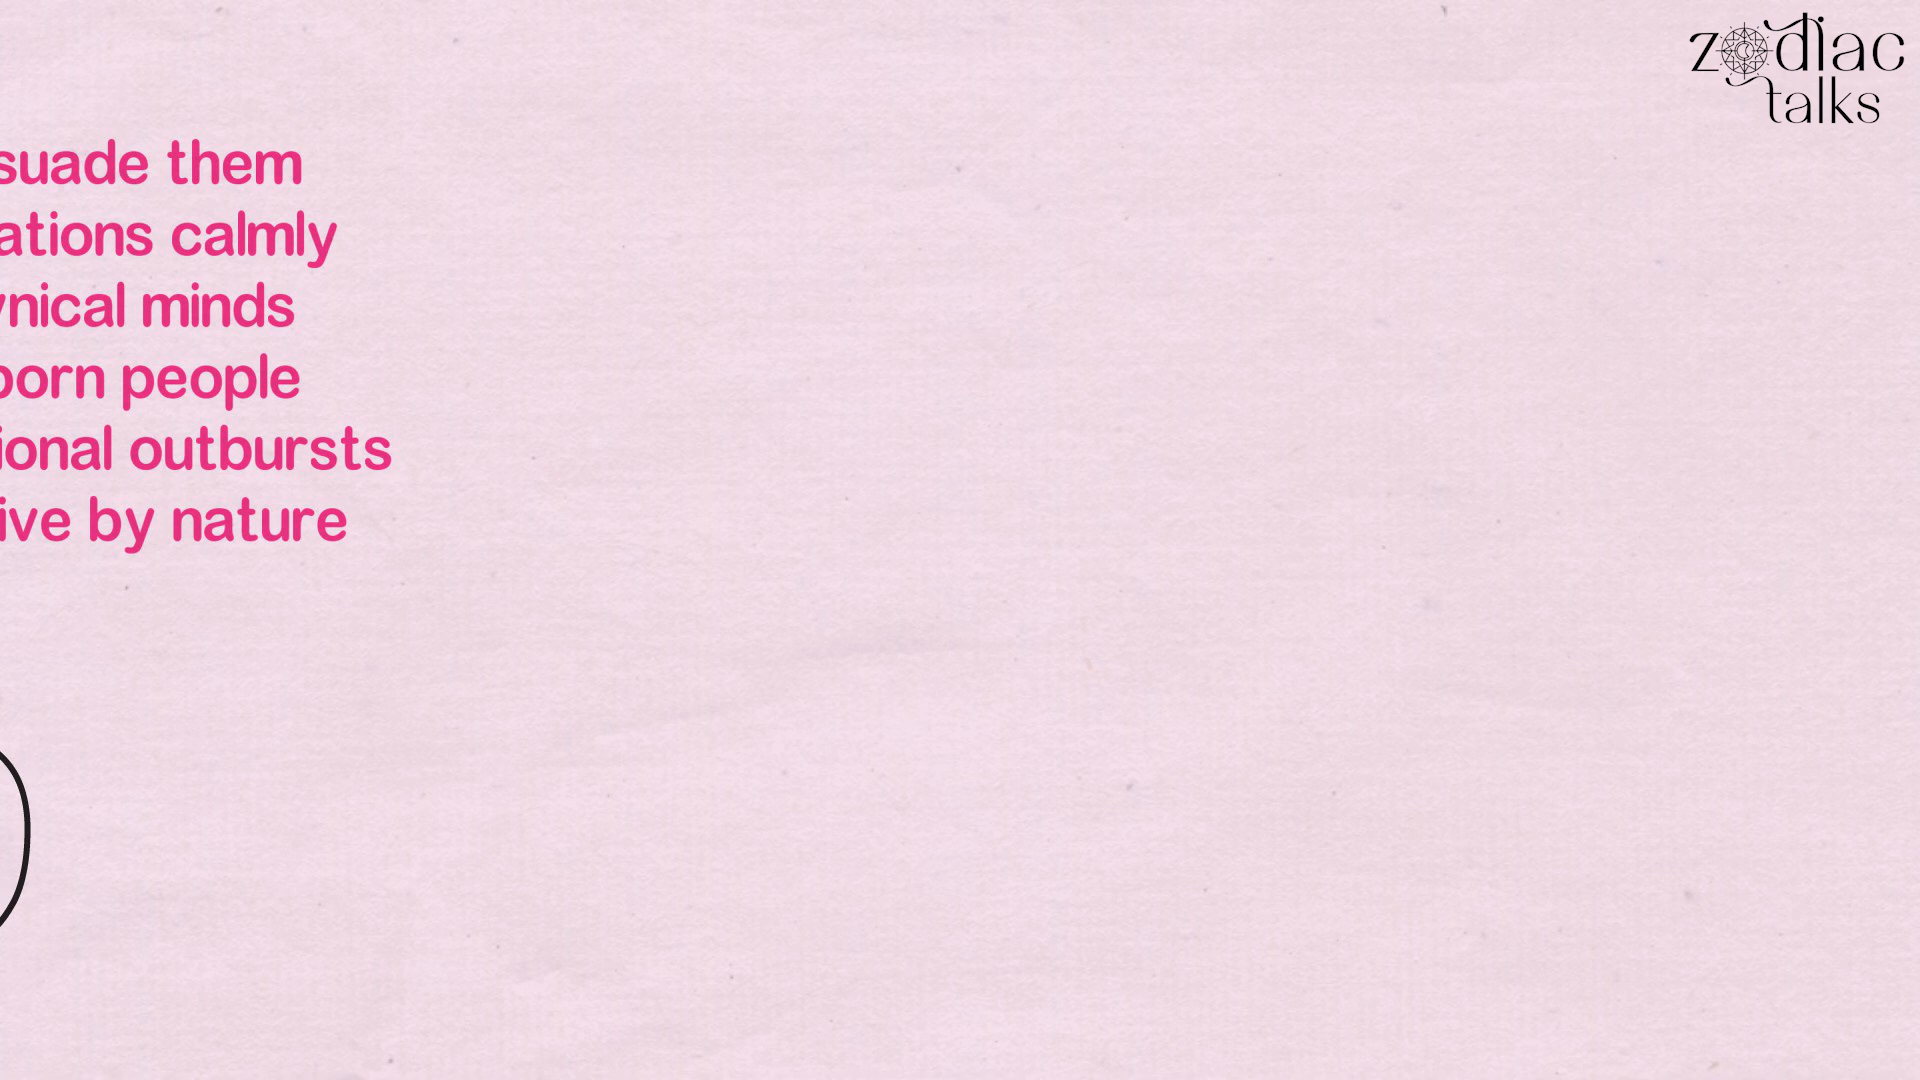 zodiac
talks
suade them
ations calmly
nical minds
orn people
ional outbursts
ive by nature